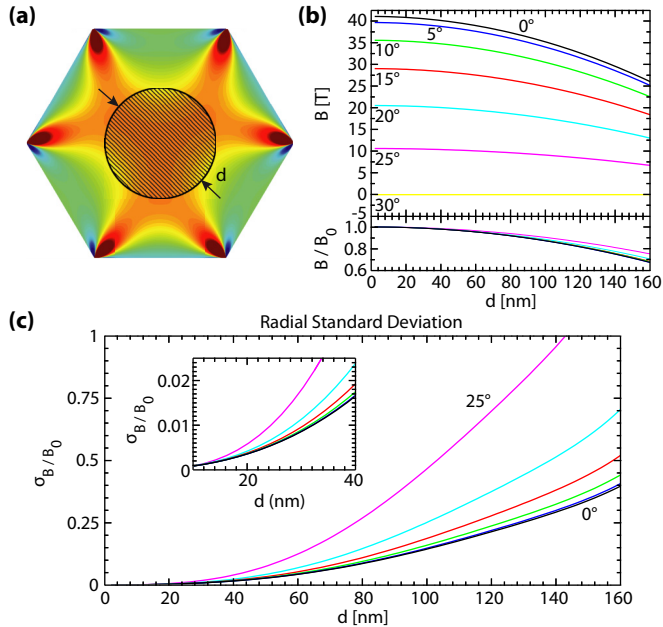 (a)
d
(b)
B [T]
40
35
30
25
20
15
10
5
0
-5
0°
5°
10°
15°
20°
25°
30°
B / B0
1.0
0.8
0.6
0 20 40 60 80 100 120 140 160
d [nm]
(c)
Radial Standard Deviation
σB / B0
1
0.75
0.5
0.25
0
25°
0°
0 20 40 60 80 100 120 140 160
d [nm]
σB / B0
0.02
0.01
0
20 40
d (nm)